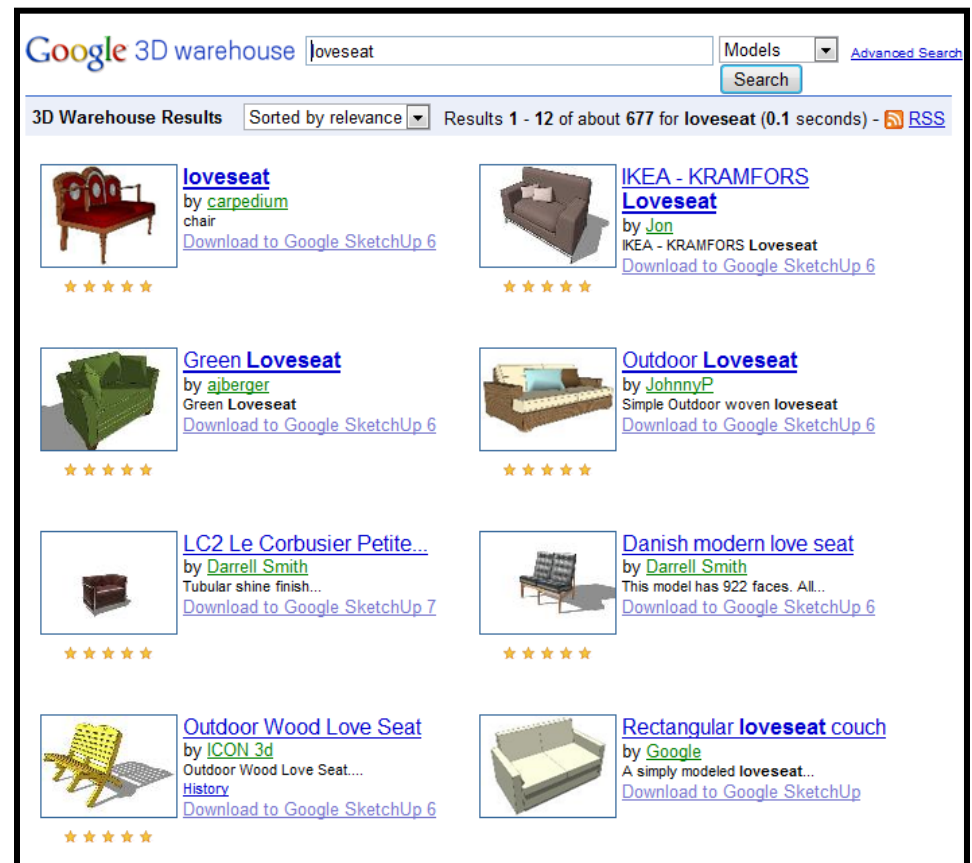 Google 3D warehouse loveseat Models Advanced Search
Search
3D Warehouse Results Sorted by relevance Results 1 - 12 of about 677 for loveseat (0.1 seconds) - RSS
loveseat
by carpedium
chair
Download to Google SketchUp 6
IKEA - KRAMFORS
Loveseat
by Jon
IKEA - KRAMFORS Loveseat
Download to Google SketchUp 6
Green Loveseat
by ajberger
Green Loveseat
Download to Google SketchUp 6
Outdoor Loveseat
by JohnnyP
Simple Outdoor woven loveseat
Download to Google SketchUp 6
LC2 Le Corbusier Petite...
by Darrell Smith
Tubular shine finish...
Download to Google SketchUp 7
Danish modern love seat
by Darrell Smith
This model has 922 faces. All...
Download to Google SketchUp 6
Outdoor Wood Love Seat
by ICON 3d
Outdoor Wood Love Seat....
History
Download to Google SketchUp 6
Rectangular loveseat couch
by Google
A simply modeled loveseat...
Download to Google SketchUp